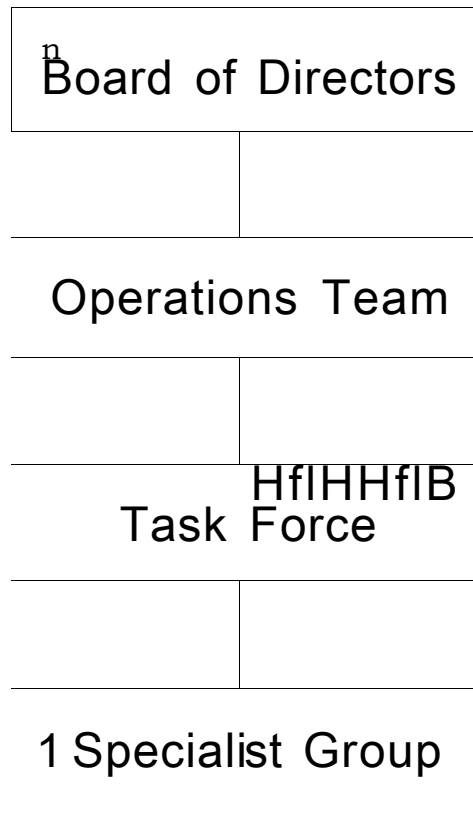 n
Board of Directors
Operations Team
HflHHflB
Task Force
1 Specialist Group